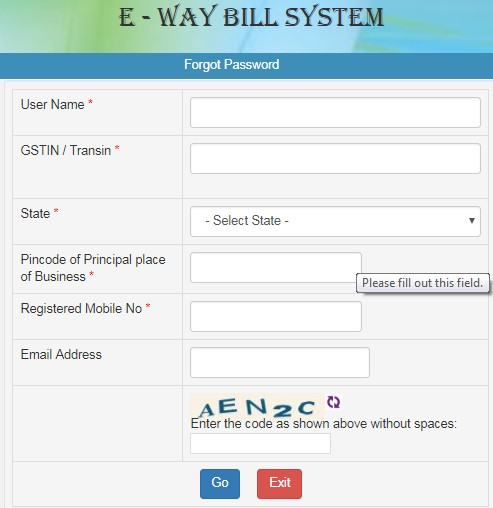 E - WAY BILL SYSTEM
Forgot Password
User Name *
GSTIN / Transin *
State *
- Select State -
Pincode of Principal place
of Business *
Please fill out this field.
Registered Mobile No *
Email Address
AEN2C
Enter the code as shown above without spaces:
Go
Exit